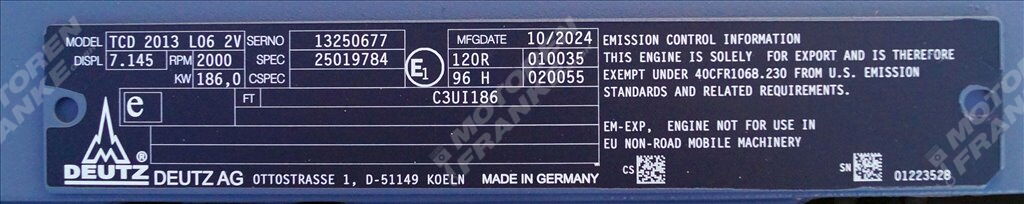 MODEL TCD 2013 L06 2V SERNO 13250677 MFGDATE 10/2024
DISPL 7.145 RPM 2000 SPEC 25019784 E1 120R 010035
KW 186,0 CSPEC 96 H 020055
e FT C3UI186
EMISSION CONTROL INFORMATION
THIS ENGINE IS SOLELY FOR EXPORT AND IS THEREFORE
EXEMPT UNDER 40CFR1068.230 FROM U.S. EMISSION
STANDARDS AND RELATED REQUIREMENTS.
EM-EXP, ENGINE NOT FOR USE IN
EU NON-ROAD MOBILE MACHINERY
CS SN
01223528
DEUTZ ® DEUTZ AG OTTOSTRASSE 1, D-51149 KOELN MADE IN GERMANY
MOTOREN FRANKE